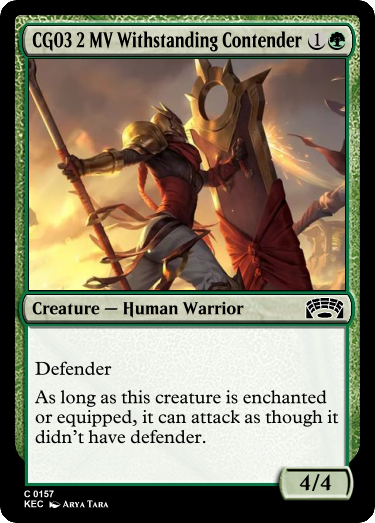 CG03 2 MV Withstanding Contender 1
Creature — Human Warrior
Defender
As long as this creature is enchanted
or equipped, it can attack as though it
didn't have defender.
4/4
C 0157
KEC Arya Tara